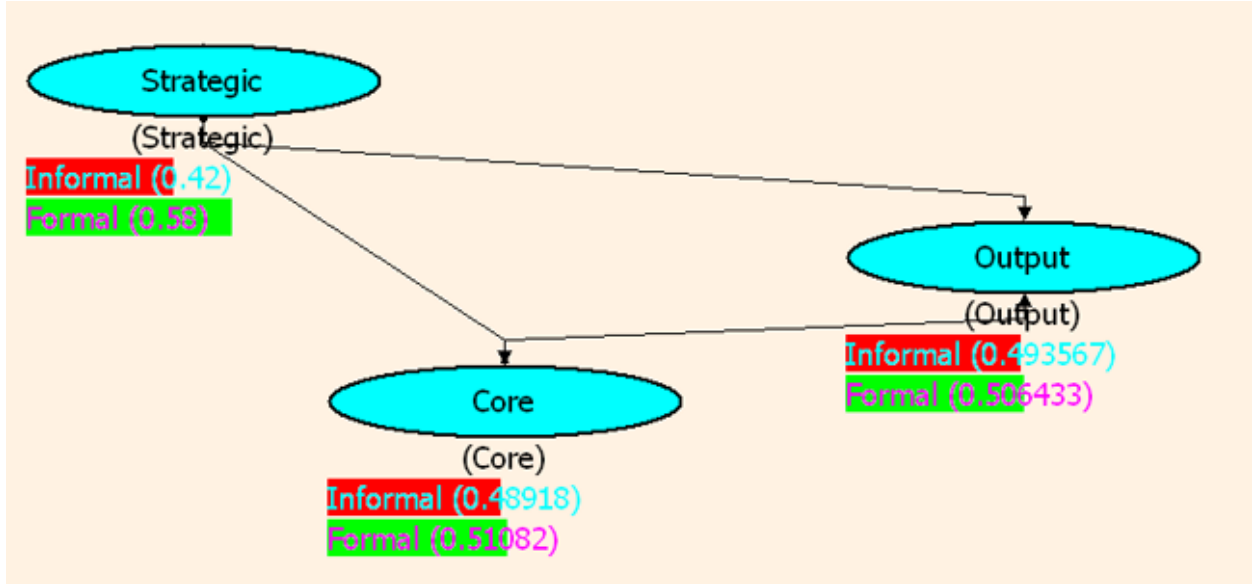 Strategic
(Strategic)
Informal (0.42)
Formal (0.58)
Output
(Output)
Informal (0.493567)
Formal (0.506433)
Core
(Core)
Informal (0.48918)
Formal (0.51082)